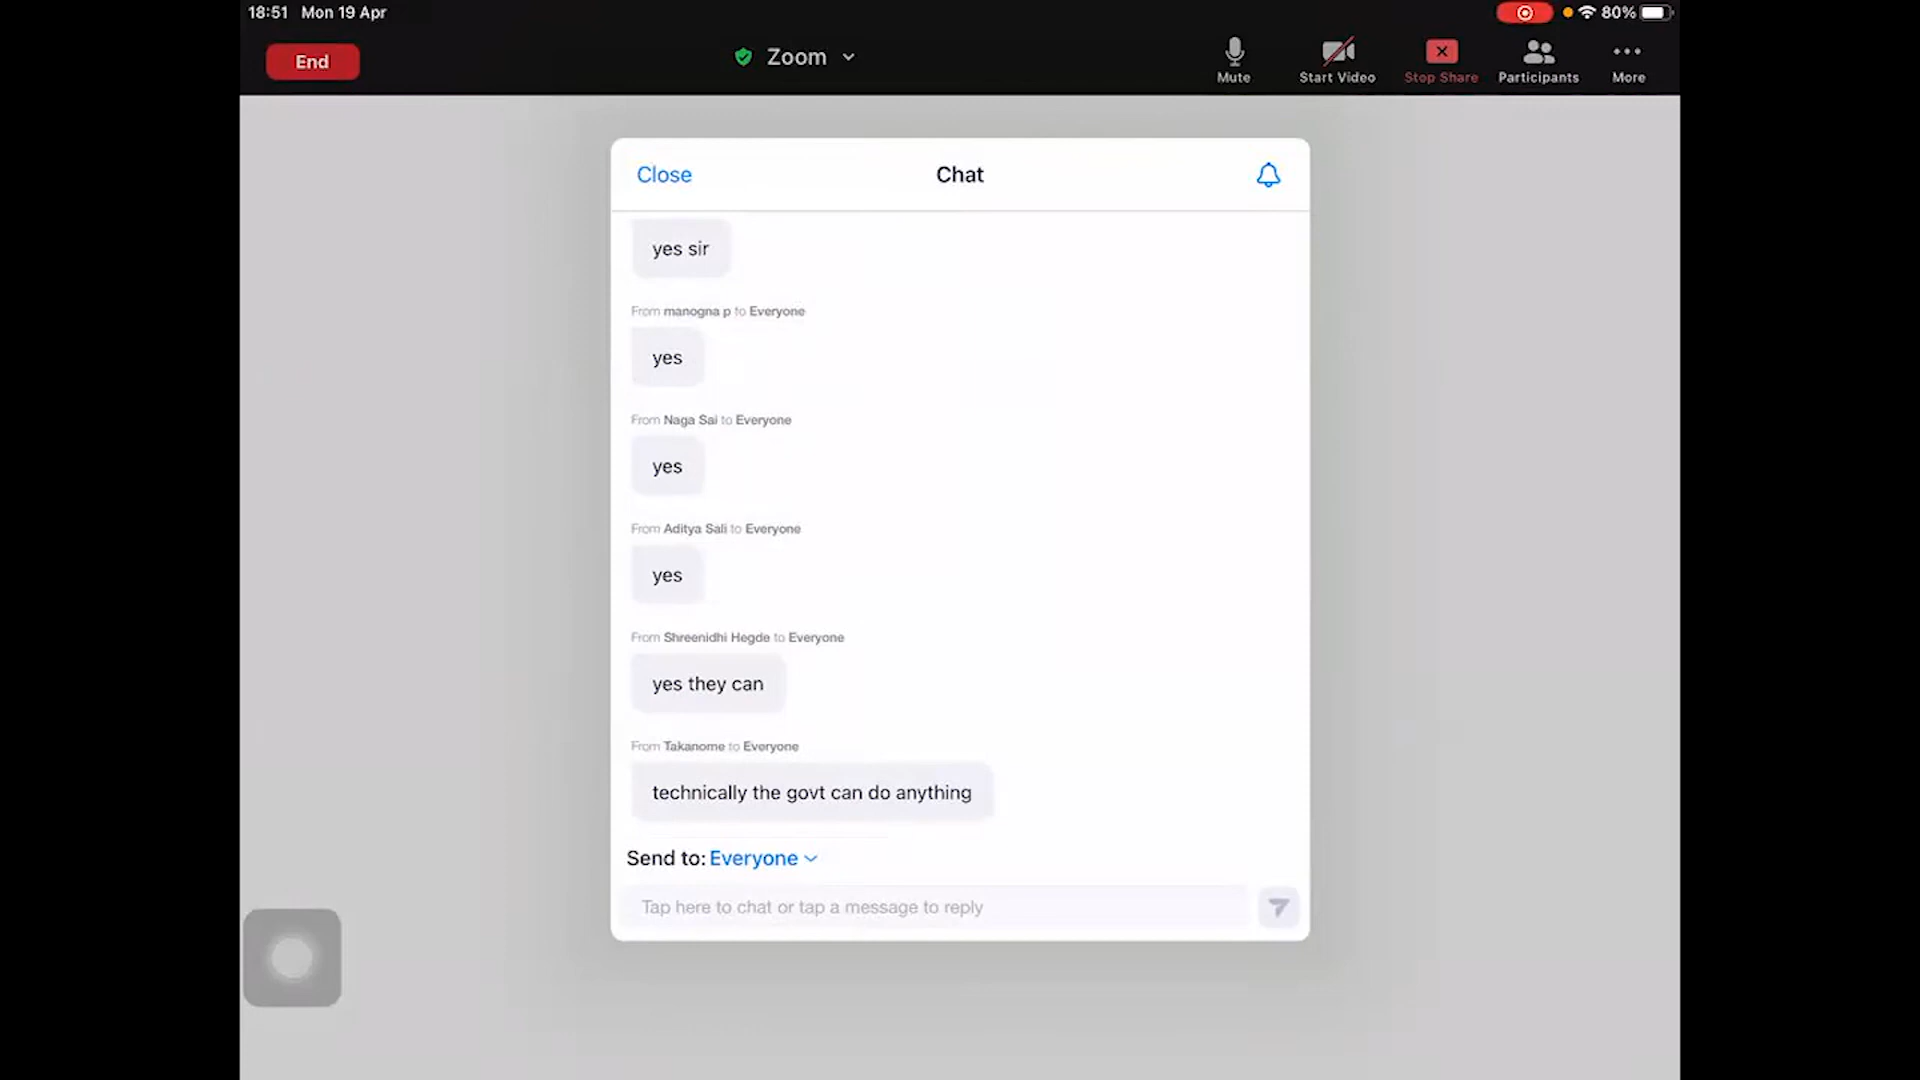 18:51 Mon 19 Apr
80%
End
Zoom
Mute
Start Video
Stop Share
Participants
More
Close
Chat
yes sir
From manogna p to Everyone
yes
From Naga Sai to Everyone
yes
From Aditya Sali to Everyone
yes
From Shreenidhi Hegde to Everyone
yes they can
From Takanome to Everyone
technically the govt can do anything
Send to: Everyone
Tap here to chat or tap a message to reply